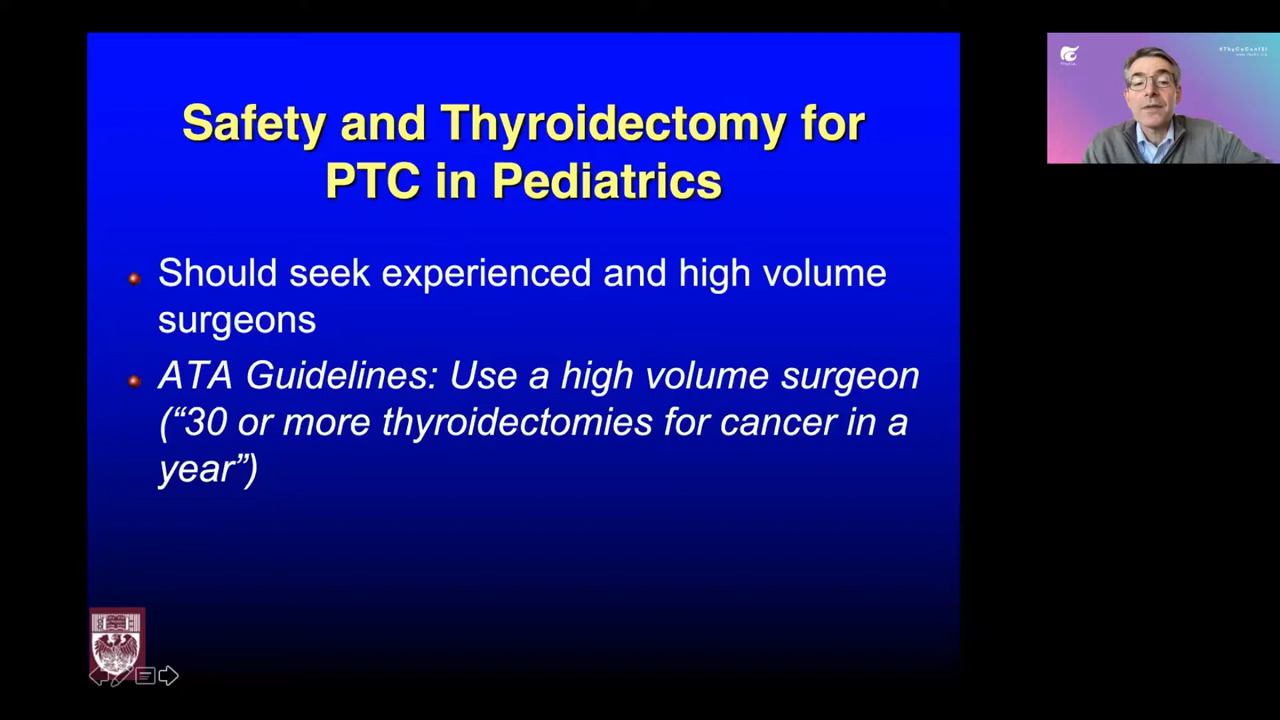 Safety and Thyroidectomy for
PTC in Pediatrics
Should seek experienced and high volume
surgeons
ATA Guidelines: Use a high volume surgeon
(“30 or more thyroidectomies for cancer in a
year”)